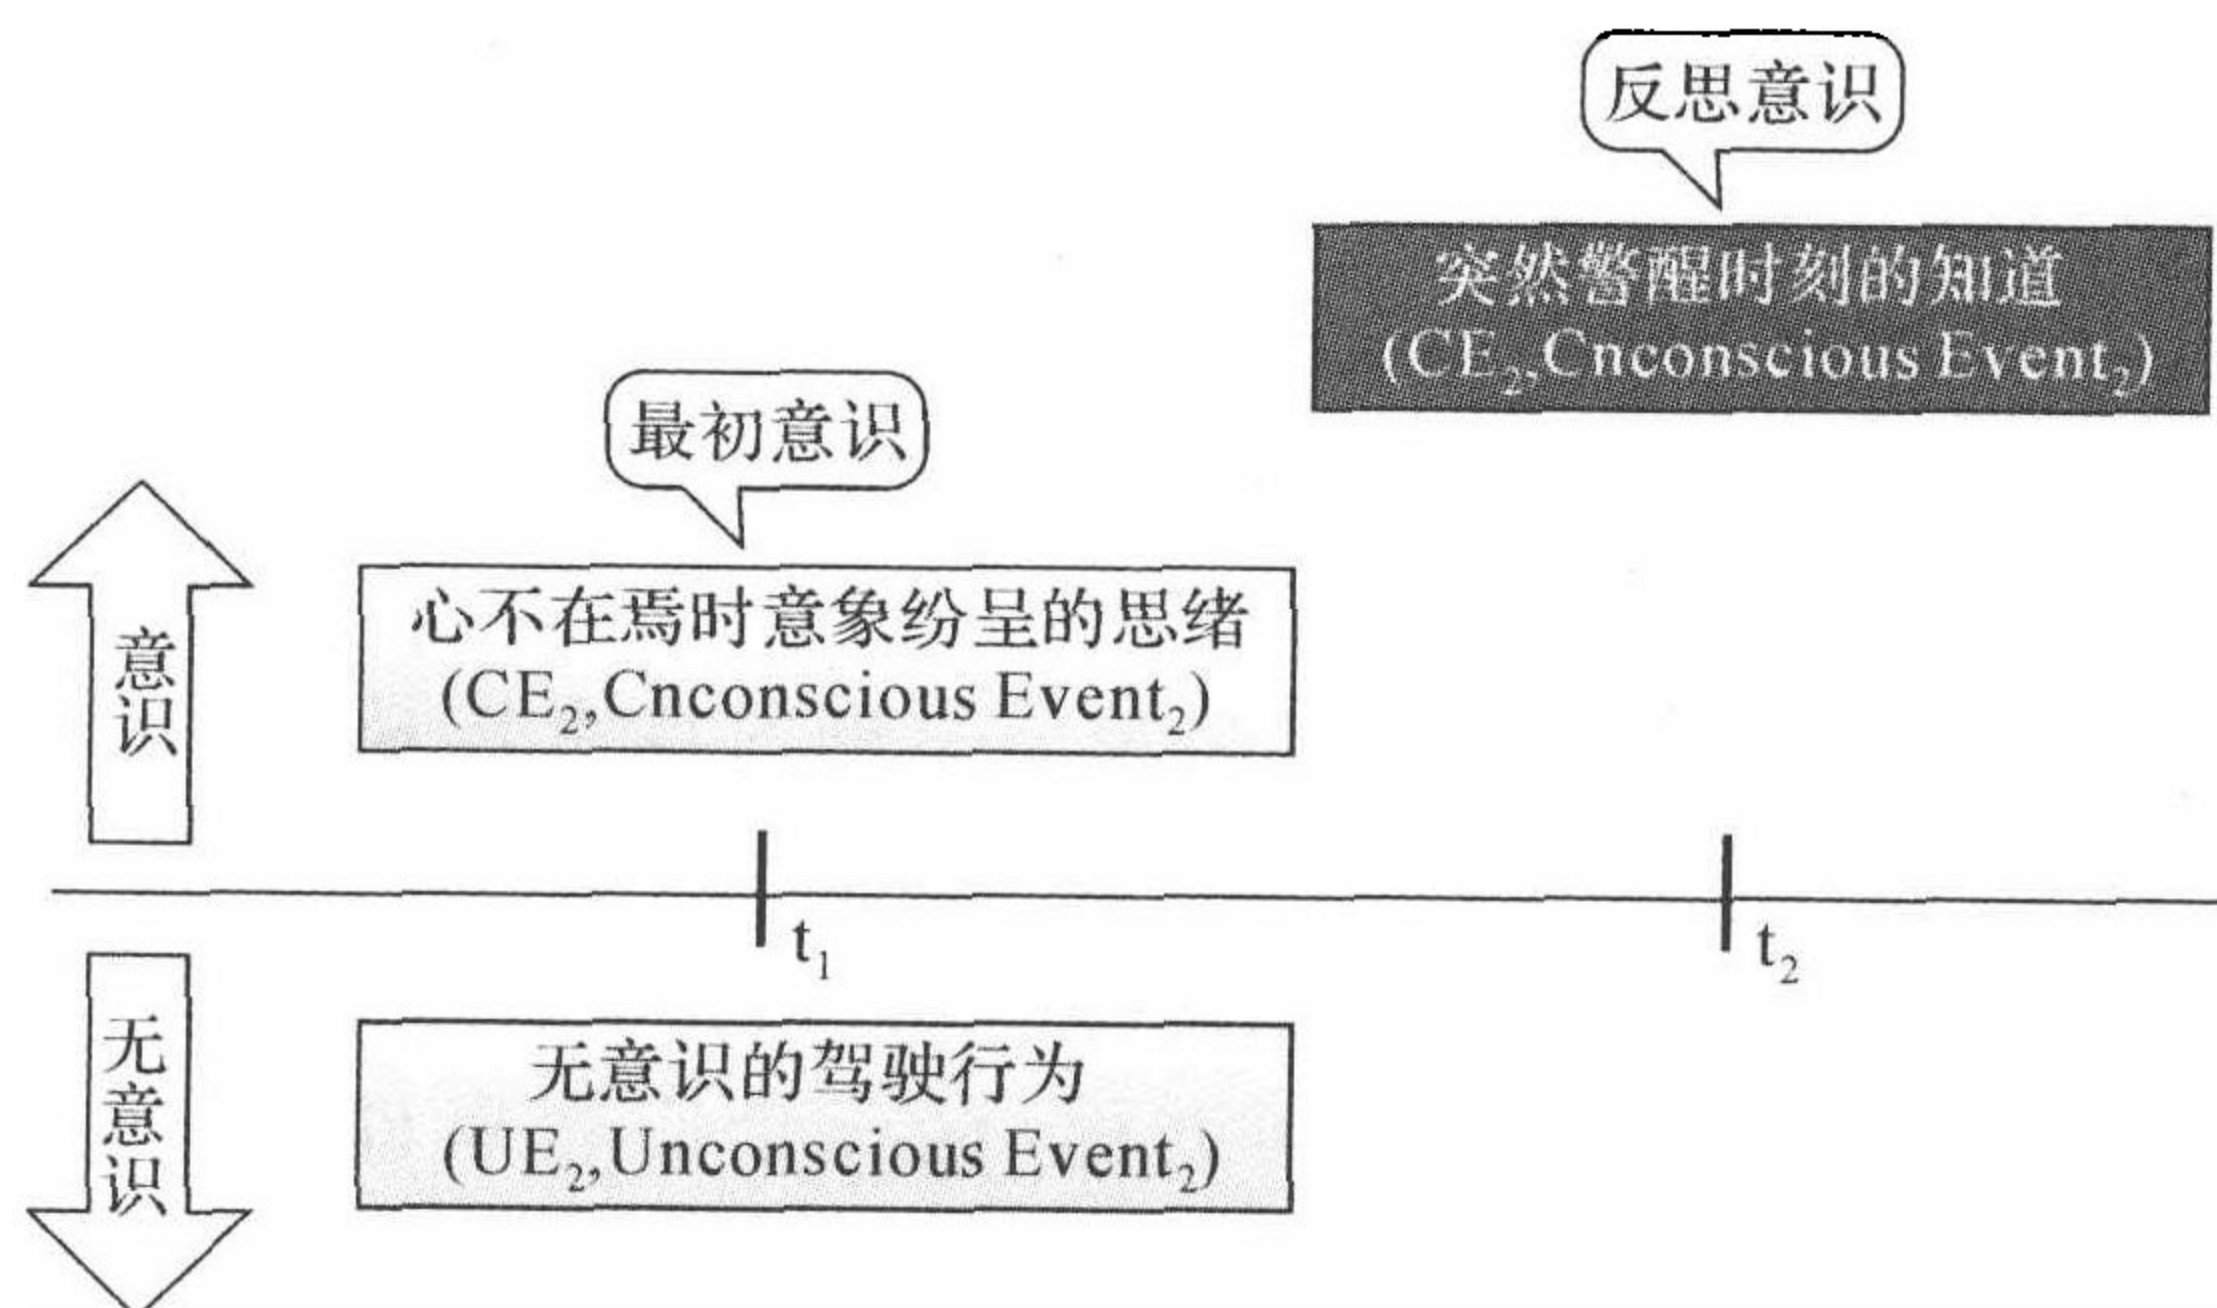 反思意识
突然警醒时刻的知道
(CE₂,Cnconscious Event₂)
最初意识
心不在焉时意象纷呈的思绪
(CE₂,Cnconscious Event₂)
意识
t₁
t₂
无意识
无意识的驾驶行为
(UE₂,Unconscious Event₂)